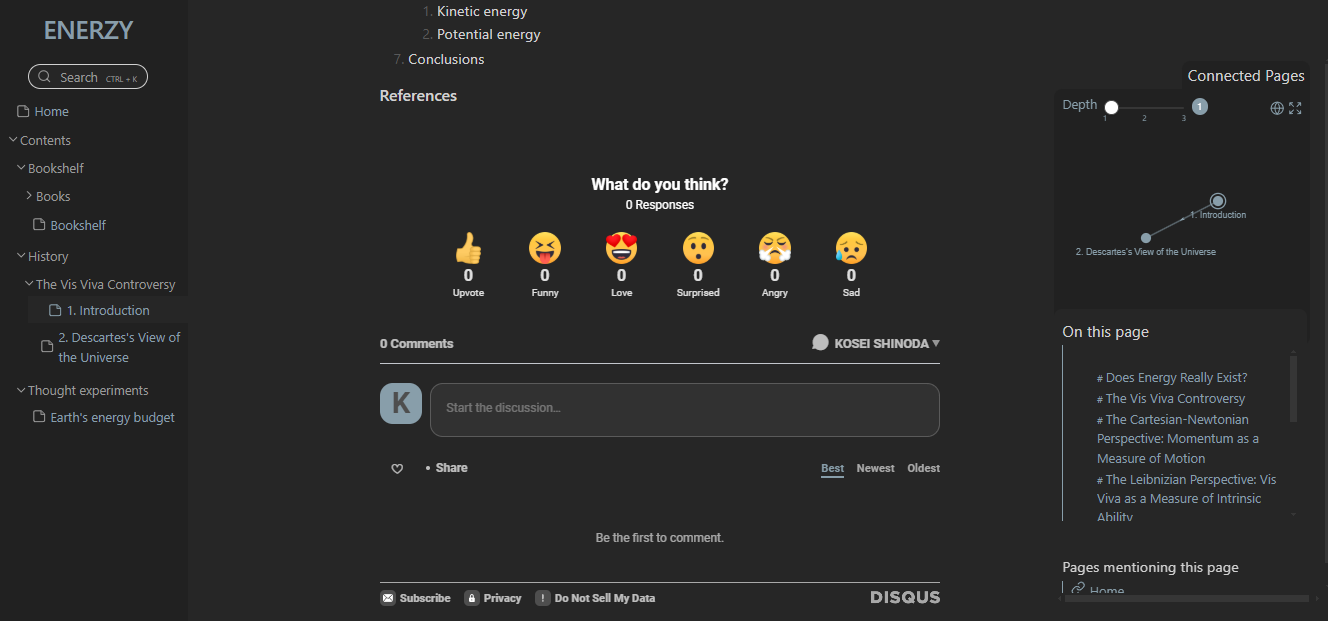 ENERZY
Search CTRL + K
Home
Contents
Bookshelf
Books
Bookshelf
History
The Vis Viva Controversy
1. Introduction
2. Descartes's View of
the Universe
Thought experiments
Earth's energy budget
1. Kinetic energy
2. Potential energy
7. Conclusions
References
What do you think?
0 Responses
0 0 0 0 0 0
Upvote Funny Love Surprised Angry Sad
0 Comments
KOSEI SHINODA
K
Start the discussion...
• Share
Best Newest Oldest
Be the first to comment.
Subscribe Privacy ! Do Not Sell My Data
DISQUS
Connected Pages
Depth
1
1 2 3
1. Introduction
2. Descartes's View of the Universe
On this page
# Does Energy Really Exist?
# The Vis Viva Controversy
# The Cartesian-Newtonian
Perspective: Momentum as a
Measure of Motion
# The Leibnizian Perspective: Vis
Viva as a Measure of Intrinsic
Ability
Pages mentioning this page
Home